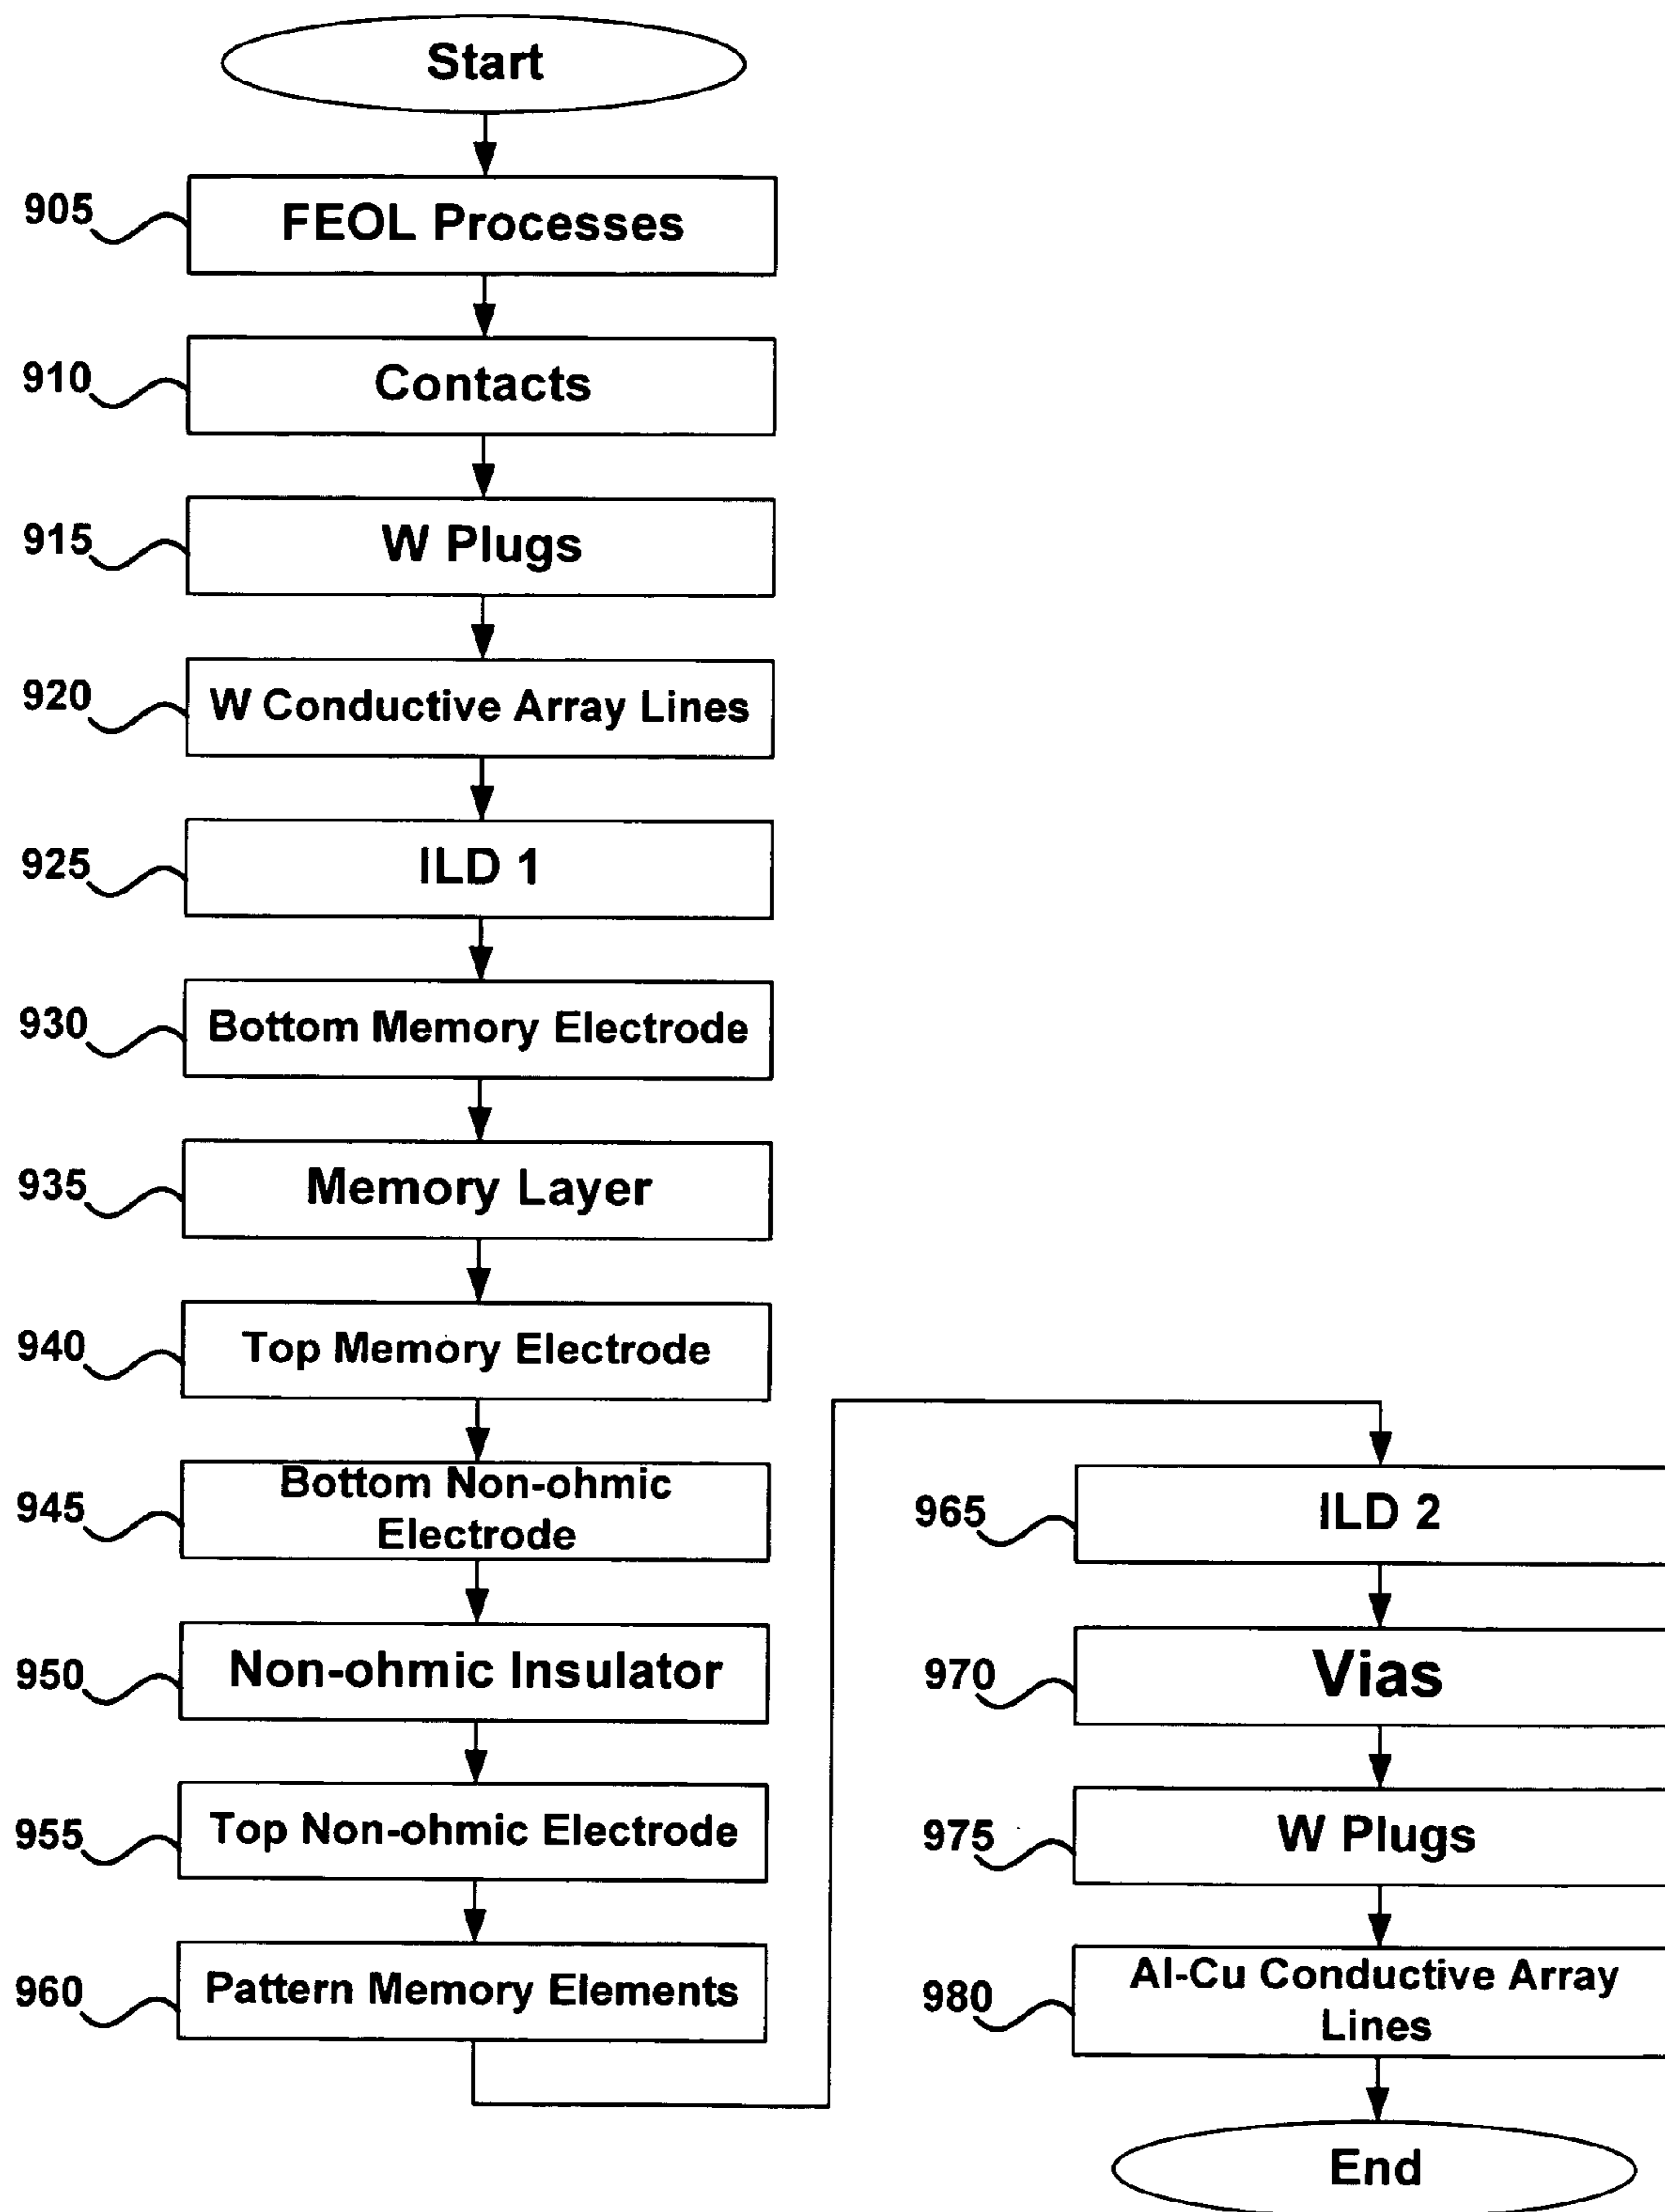 Start
905
FEOL Processes
910
Contacts
915
W Plugs
920
W Conductive Array Lines
925
ILD 1
930
Bottom Memory Electrode
935
Memory Layer
940
Top Memory Electrode
945
Bottom Non-ohmic
Electrode
950
Non-ohmic Insulator
955
Top Non-ohmic Electrode
960
Pattern Memory Elements
965
ILD 2
970
Vias
975
W Plugs
980
Al-Cu Conductive Array
Lines
End